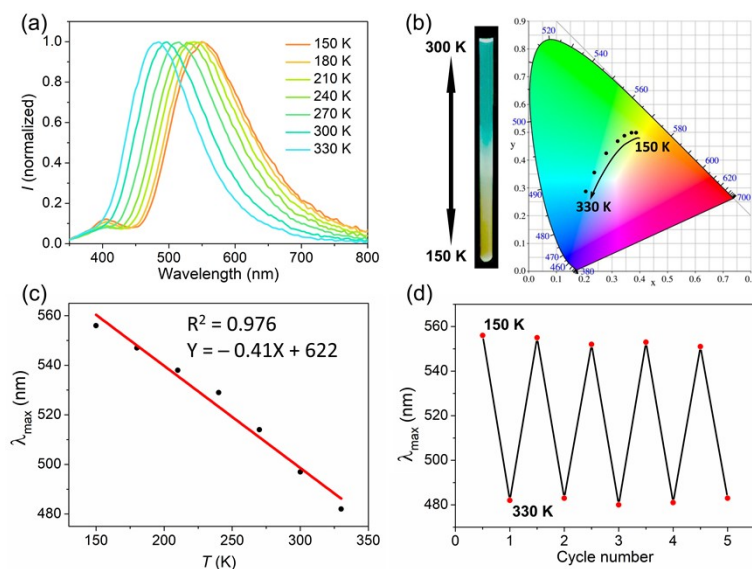 (a)
I (normalized)
1.0
0.8
0.6
0.4
0.2
0.0
150 K
180 K
210 K
240 K
270 K
300 K
330 K
400
500
600
700
800
Wavelength (nm)
(b)
300 K
150 K
0.9
0.8
0.7
0.6
0.5
y
0.4
0.3
0.2
0.1
0.0
520
540
560
580
600
620
700
490
480
470
460
380
150 K
330 K
0.0
0.1
0.2
0.3
0.4
0.5
0.6
0.7
x
(c)
λmax (nm)
560
540
520
500
480
R² = 0.976
Y = – 0.41X + 622
150
200
250
300
350
T (K)
(d)
λmax (nm)
560
540
520
500
480
150 K
330 K
0
1
2
3
4
5
Cycle number